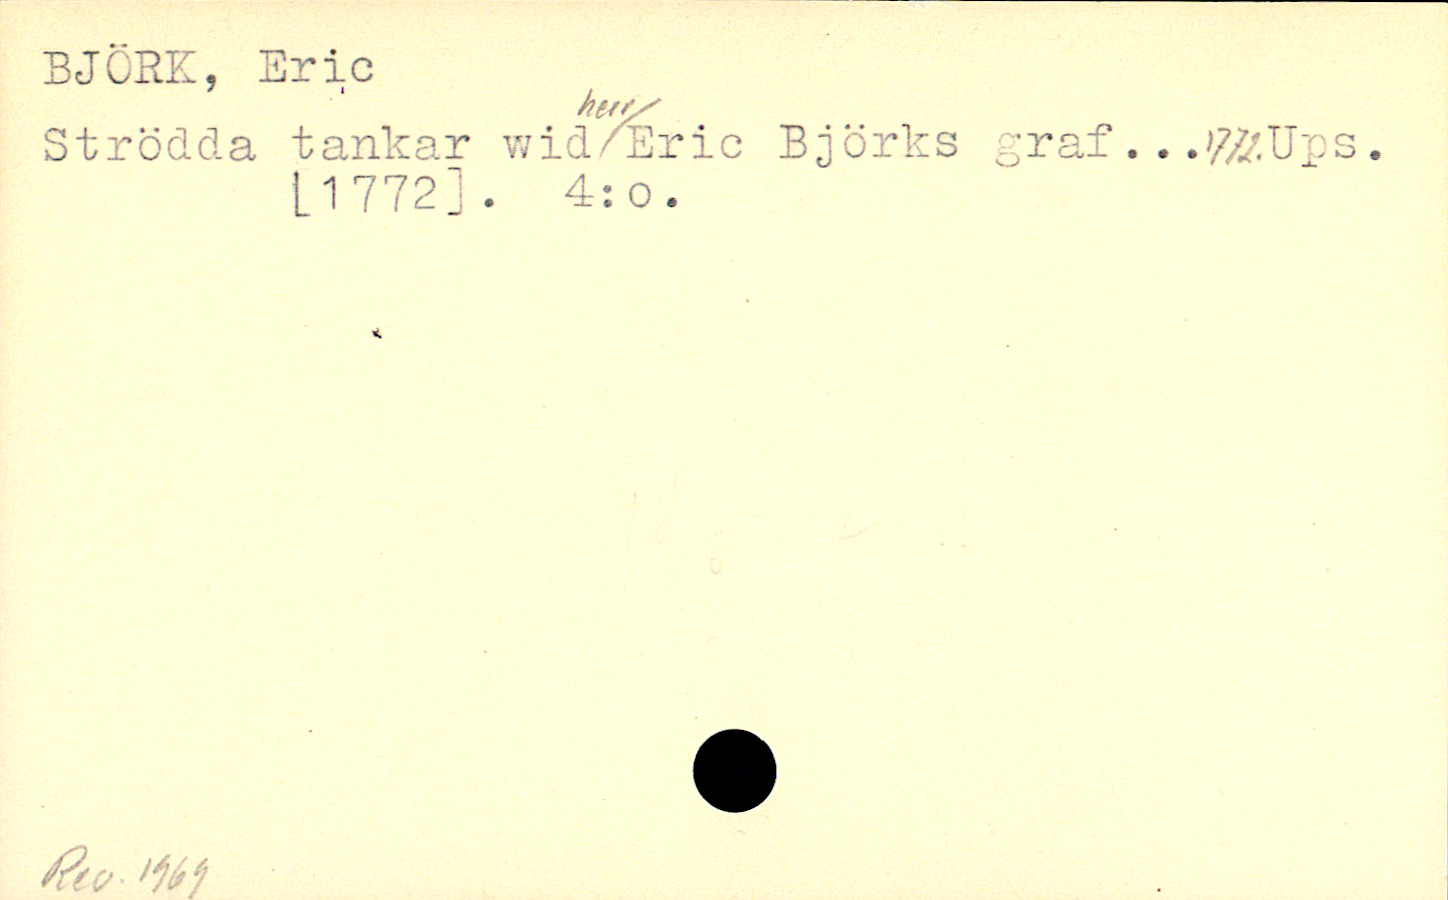 BJÖRK, Eric
Strödda tankar wid herr Eric Björks graf...1772. Ups.
[1772]. 4:o.
Rev. 1969